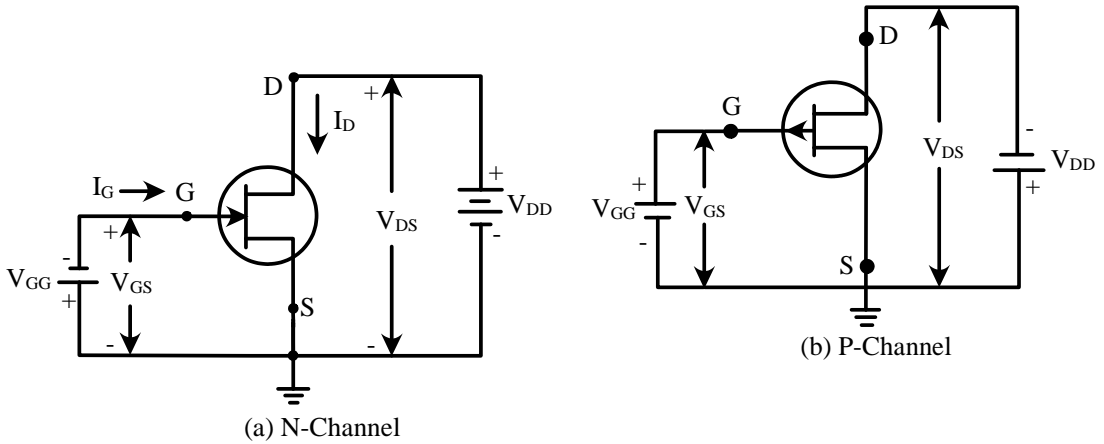 D
+
I_D
I_G
G
+
-
V_GG
+
V_GS
-
S
V_DS
-
+
V_DD
-
(a) N-Channel
D
G
+
V_GG
-
V_GS
S
V_DS
-
V_DD
+
(b) P-Channel